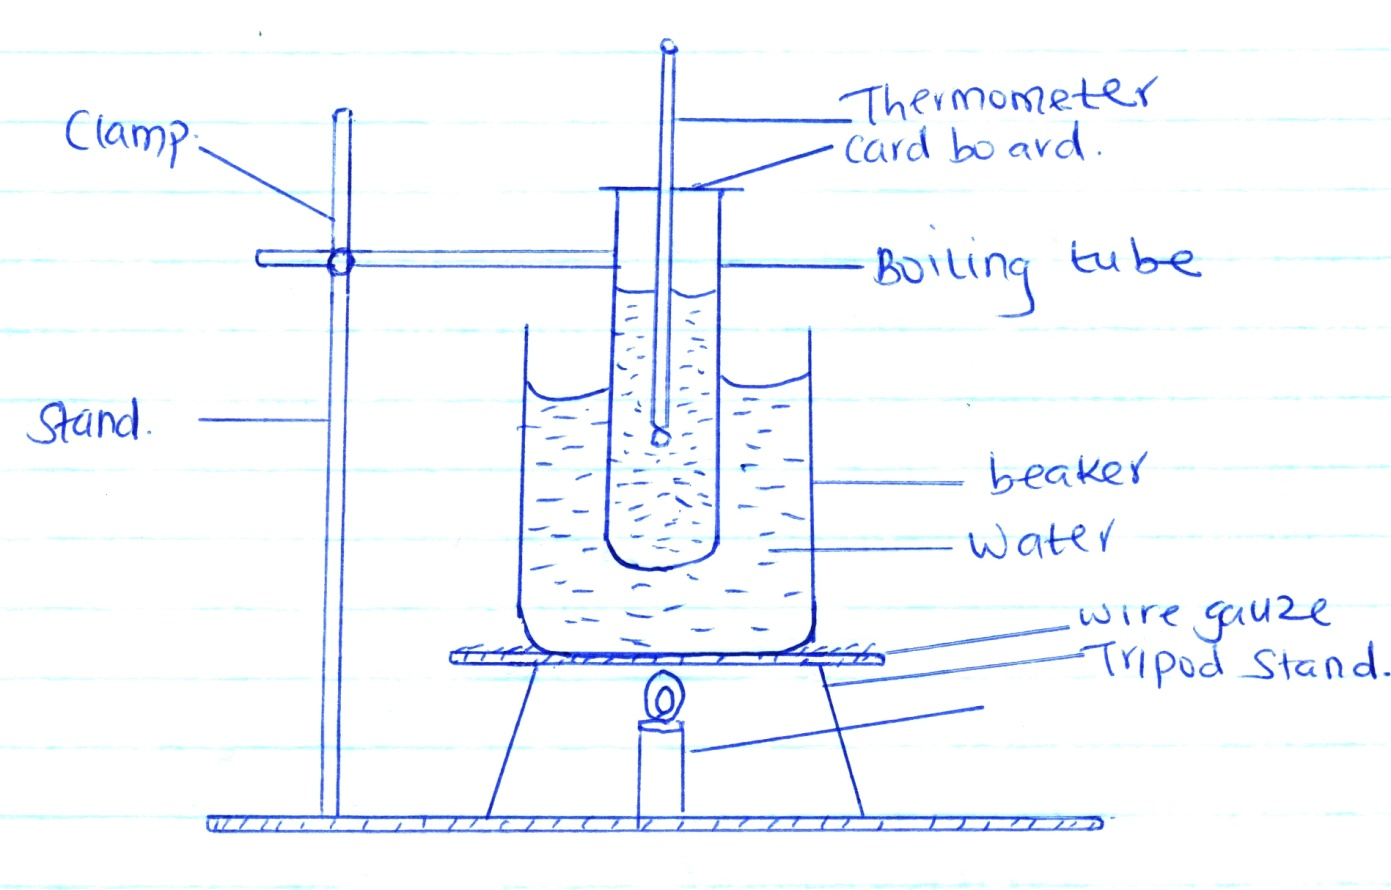 Thermometer
Clamp.
card board.
Boiling tube
Stand.
beaker
Water
wire gauze
Tripod Stand.